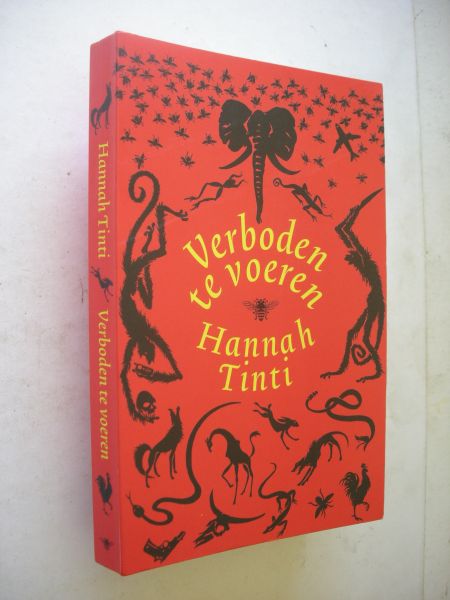 Verboden
te voeren
Hannah
Tinti
Hannah Tinti
Verboden te voeren